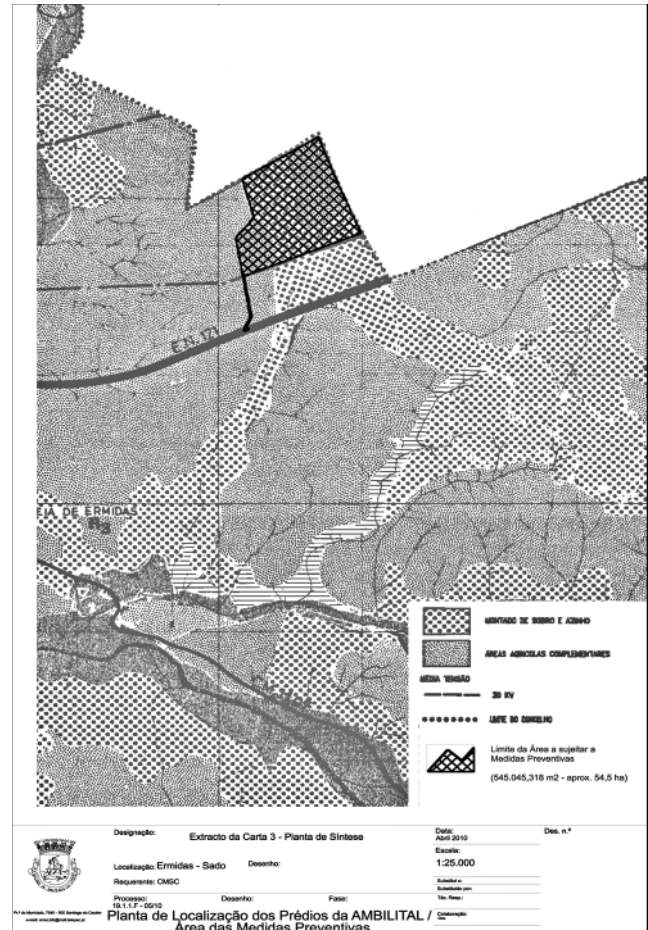 E.N. 121
EIA DE ERMIDAS
R3
MONTADO DE SOBRO E AZINHO
ÁREAS AGRICOLAS COMPLEMENTARES
MÉDIA TENSÃO
30 KV
LIMITE DO CONCELHO
Limite da Área a sujeitar a
Medidas Preventivas
(545.045,318 m2 - aprox. 54,5 ha)
Designação:
Extracto da Carta 3 - Planta de Síntese
Data:
Abril 2010
Des. n.º
Escala:
1:25.000
Localização: Ermidas - Sado
Desenho:
Requerente: CMSC
Substitui o:
Substituido por:
Processo:
19.1.1.F - 05/10
Desenho:
Fase:
Téc. Resp.:
Colaboração:
Planta de Localização dos Prédios da AMBILITAL /
Área das Medidas Preventivas